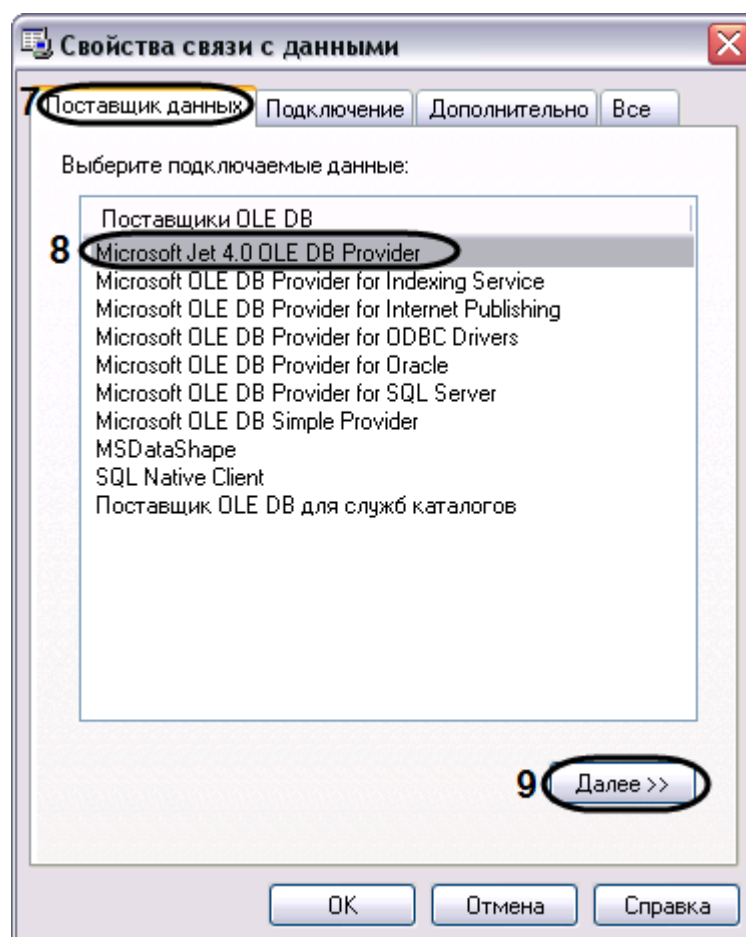 Свойства связи с данными
7 Поставщик данных Подключение Дополнительно Все
Выберите подключаемые данные:
Поставщики OLE DB
8 Microsoft Jet 4.0 OLE DB Provider
Microsoft OLE DB Provider for Indexing Service
Microsoft OLE DB Provider for Internet Publishing
Microsoft OLE DB Provider for ODBC Drivers
Microsoft OLE DB Provider for Oracle
Microsoft OLE DB Provider for SQL Server
Microsoft OLE DB Simple Provider
MSDataShape
SQL Native Client
Поставщик OLE DB для служб каталогов
9 Далее >>
OK Отмена Справка